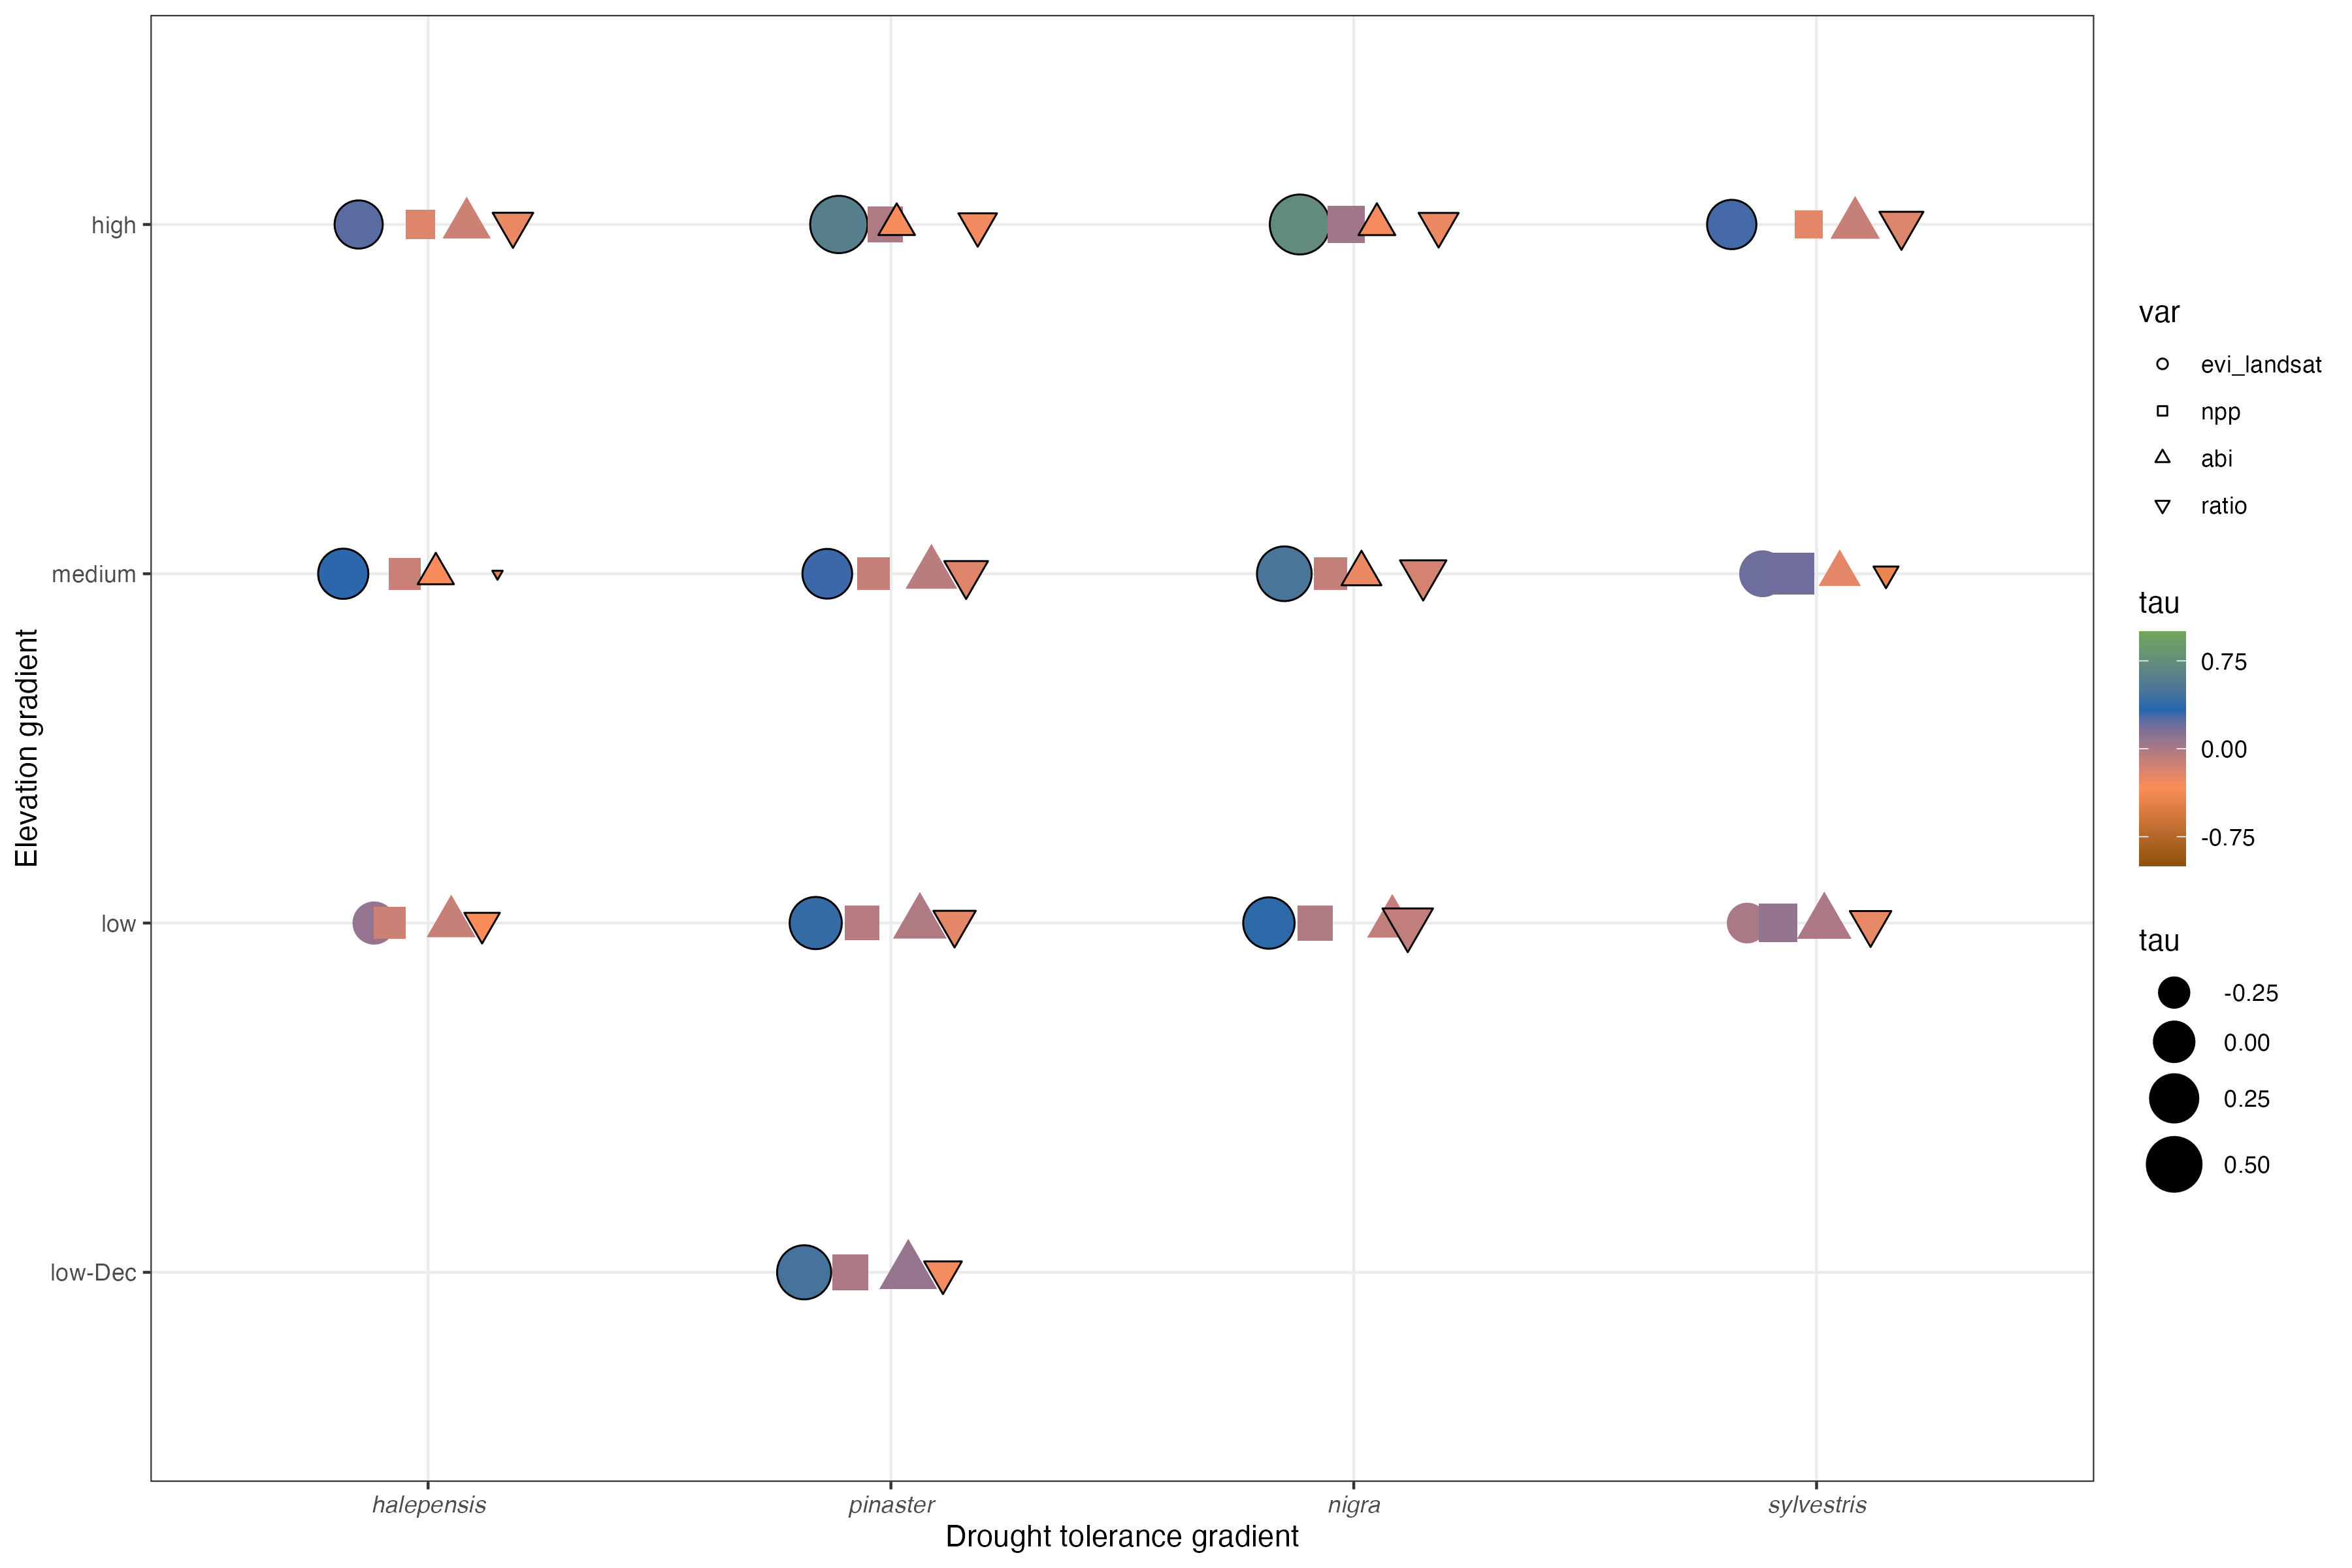 Elevation gradient
high
medium
low
low-Dec
halepensis
pinaster
nigra
sylvestris
Drought tolerance gradient
var
evi_landsat
npp
abi
ratio
tau
0.75
0.00
-0.75
tau
-0.25
0.00
0.25
0.50